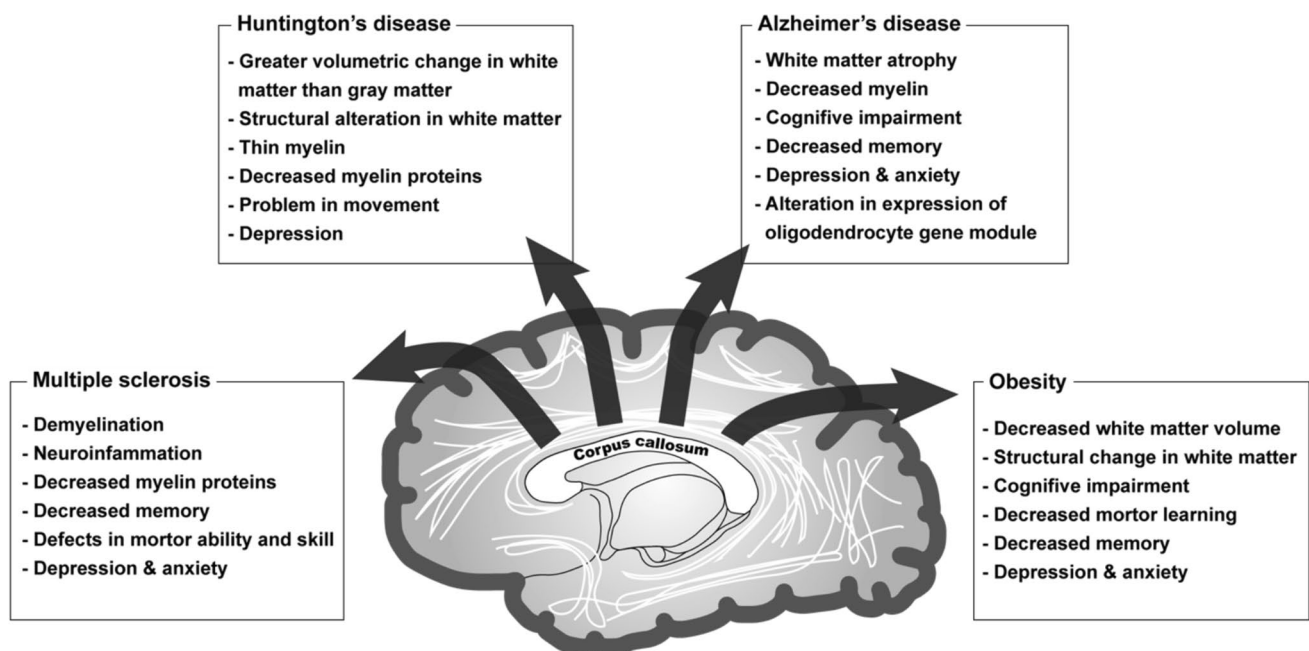 Huntington's disease
- Greater volumetric change in white
matter than gray matter
- Structural alteration in white matter
- Thin myelin
- Decreased myelin proteins
- Problem in movement
- Depression
Alzheimer's disease
- White matter atrophy
- Decreased myelin
- Cognifive impairment
- Decreased memory
- Depression & anxiety
- Alteration in expression of
oligodendrocyte gene module
Multiple sclerosis
- Demyelination
- Neuroinfammation
- Decreased myelin proteins
- Decreased memory
- Defects in mortor ability and skill
- Depression & anxiety
Corpus callosum
Obesity
- Decreased white matter volume
- Structural change in white matter
- Cognifive impairment
- Decreased mortor learning
- Decreased memory
- Depression & anxiety